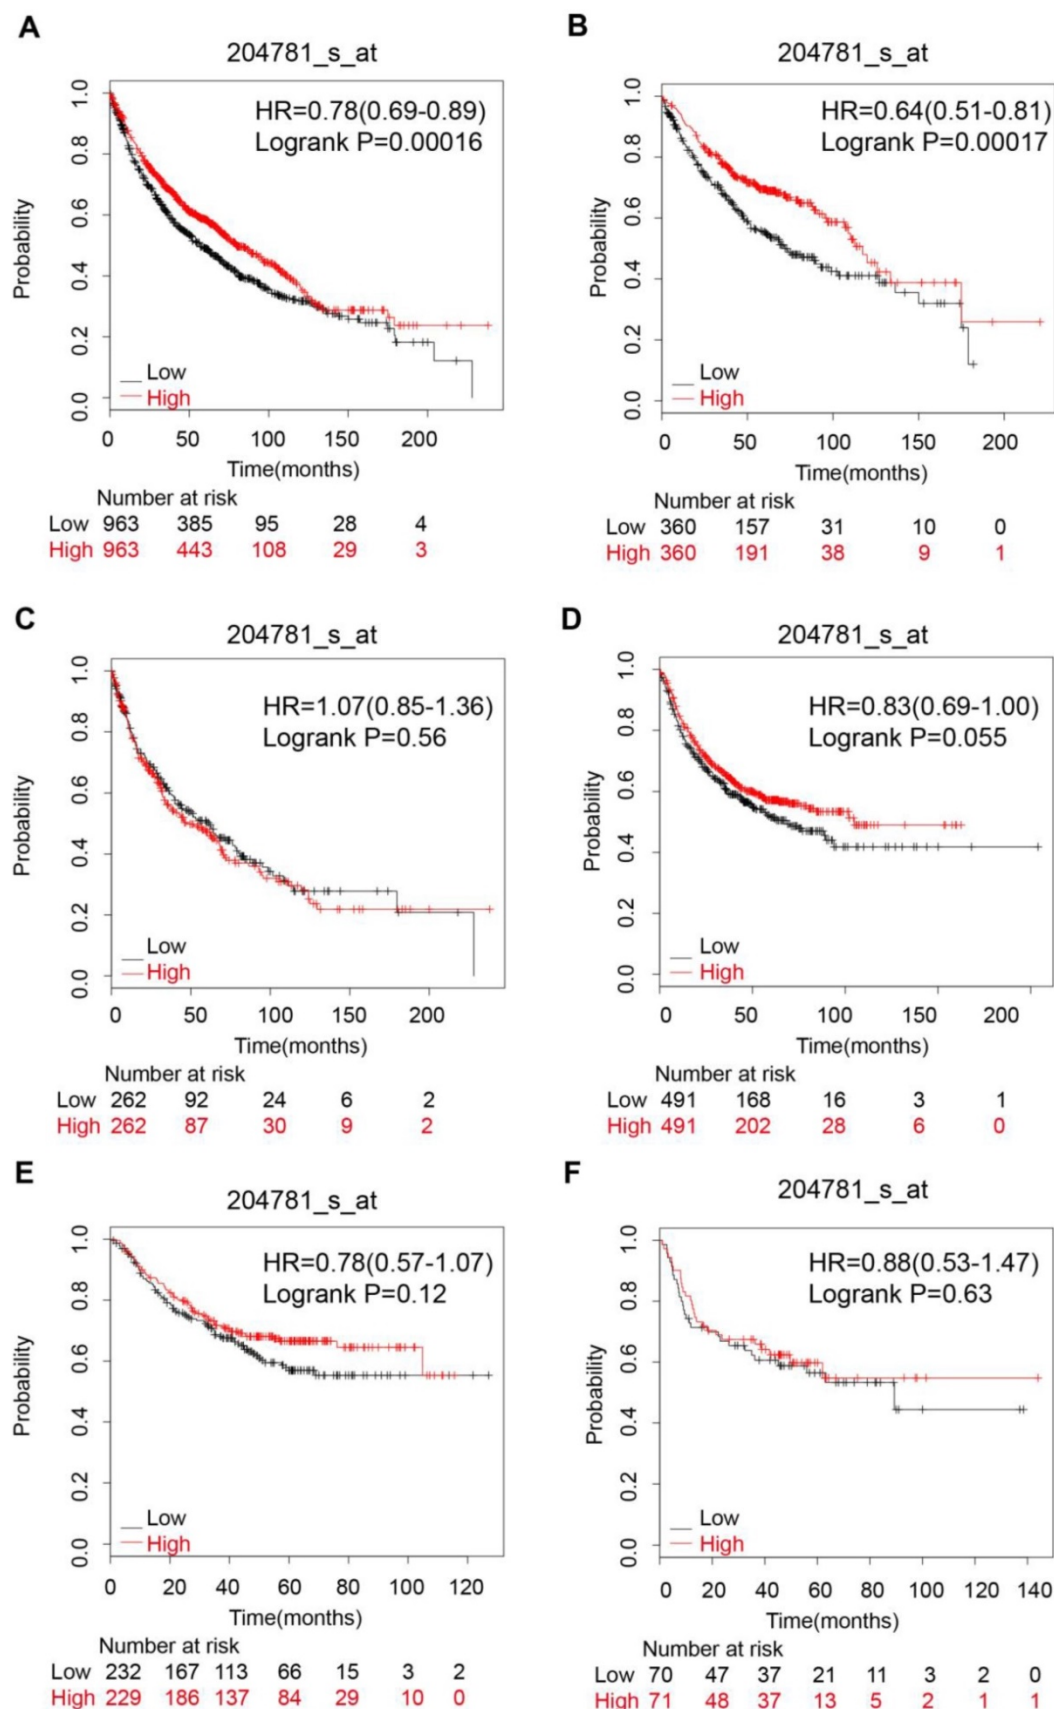 A
204781_s_at
HR=0.78(0.69-0.89)
Logrank P=0.00016
Probability
1.0
0.8
0.6
0.4
0.2
0.0
Low
High
0 50 100 150 200
Time(months)
Number at risk
Low 963 385 95 28 4
High 963 443 108 29 3
B
204781_s_at
HR=0.64(0.51-0.81)
Logrank P=0.00017
Probability
1.0
0.8
0.6
0.4
0.2
0.0
Low
High
0 50 100 150 200
Time(months)
Number at risk
Low 360 157 31 10 0
High 360 191 38 9 1
C
204781_s_at
HR=1.07(0.85-1.36)
Logrank P=0.56
Probability
1.0
0.8
0.6
0.4
0.2
0.0
Low
High
0 50 100 150 200
Time(months)
Number at risk
Low 262 92 24 6 2
High 262 87 30 9 2
D
204781_s_at
HR=0.83(0.69-1.00)
Logrank P=0.055
Probability
1.0
0.8
0.6
0.4
0.2
0.0
Low
High
0 50 100 150 200
Time(months)
Number at risk
Low 491 168 16 3 1
High 491 202 28 6 0
E
204781_s_at
HR=0.78(0.57-1.07)
Logrank P=0.12
Probability
1.0
0.8
0.6
0.4
0.2
0.0
Low
High
0 20 40 60 80 100 120
Time(months)
Number at risk
Low 232 167 113 66 15 3 2
High 229 186 137 84 29 10 0
F
204781_s_at
HR=0.88(0.53-1.47)
Logrank P=0.63
Probability
1.0
0.8
0.6
0.4
0.2
0.0
Low
High
0 20 40 60 80 100 120 140
Time(months)
Number at risk
Low 70 47 37 21 11 3 2 0
High 71 48 37 13 5 2 1 1